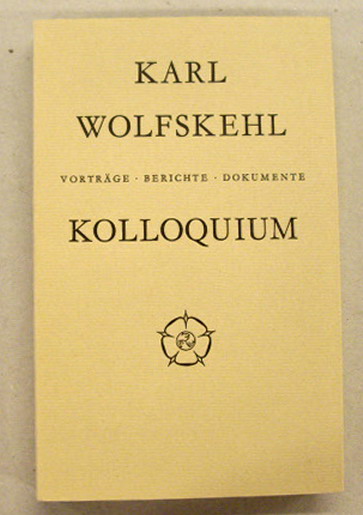 KARL
WOLFSKEHL
VORTRÄGE · BERICHTE · DOKUMENTE
KOLLOQUIUM